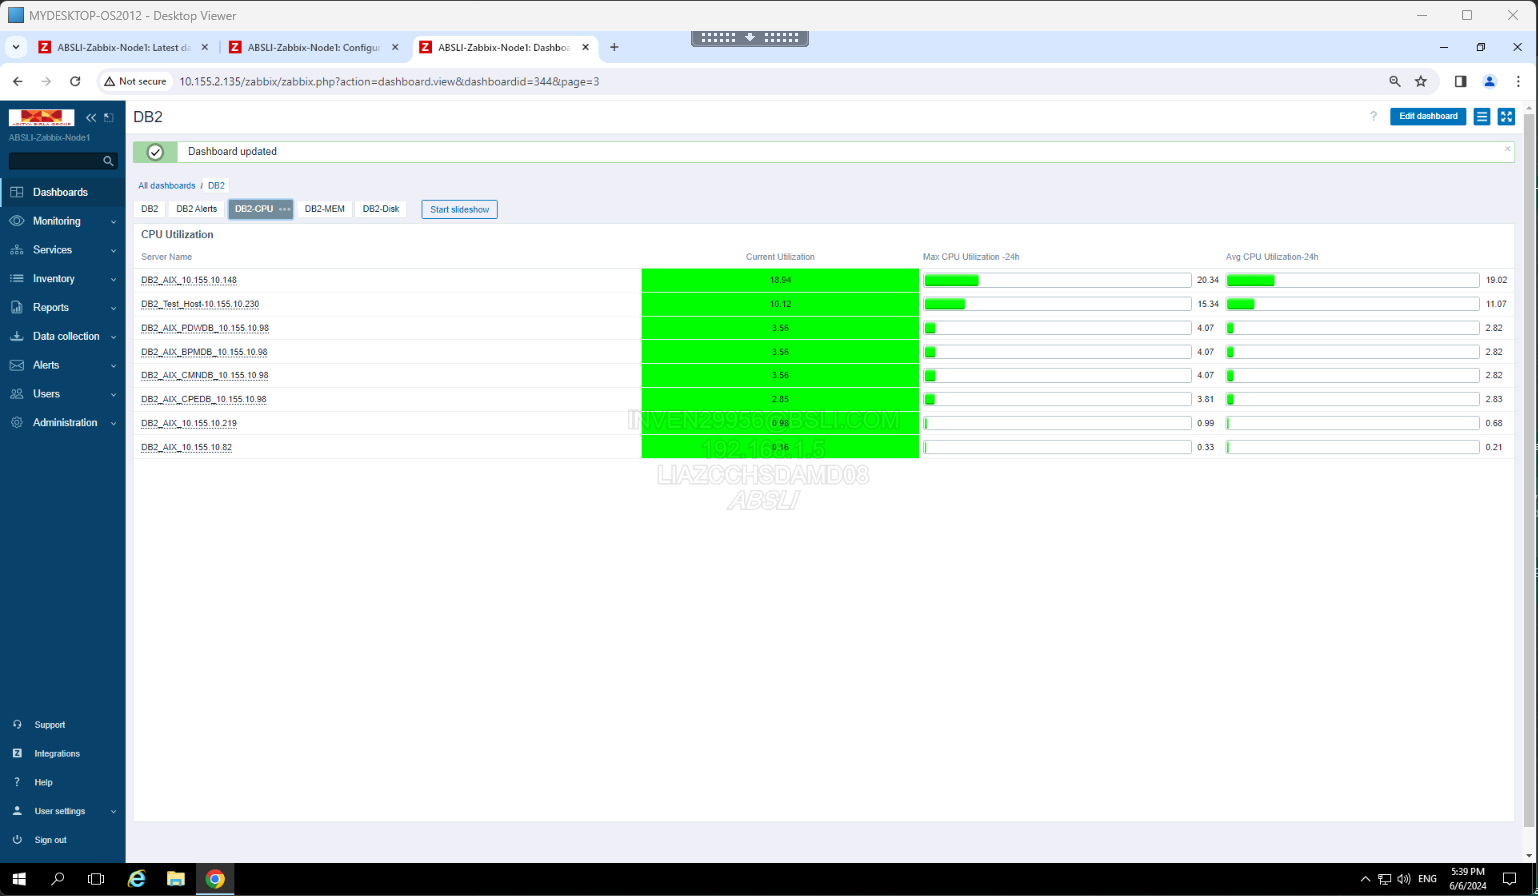 MYDESKTOP-OS2012 - Desktop Viewer
ABSLI-Zabbix-Node1: Latest da
ABSLI-Zabbix-Node1: Configur
ABSLI-Zabbix-Node1: Dashboa
Not secure
10.155.2.135/zabbix/zabbix.php?action=dashboard.view&dashboardid=344&page=3
ADITYA BIRLA GROUP
ABSLI-Zabbix-Node1
DB2
? Edit dashboard
Dashboard updated
All dashboards / DB2
DB2 DB2 Alerts DB2-CPU DB2-MEM DB2-Disk Start slideshow
Dashboards
Monitoring
Services
Inventory
Reports
Data collection
Alerts
Users
Administration
Support
Integrations
? Help
User settings
Sign out
CPU Utilization
Server Name Current Utilization Max CPU Utilization -24h Avg CPU Utilization-24h
DB2_AIX_10.155.10.148 18.94 20.34 19.02
DB2_Test_Host-10.155.10.230 10.12 15.34 11.07
DB2_AIX_PDWDB_10.155.10.98 3.56 4.07 2.82
DB2_AIX_BPMDB_10.155.10.98 3.56 4.07 2.82
DB2_AIX_CMNDB_10.155.10.98 3.56 4.07 2.82
DB2_AIX_CPEDB_10.155.10.98 2.85 3.81 2.83
DB2_AIX_10.155.10.219 0.98 0.99 0.68
DB2_AIX_10.155.10.82 0.16 0.33 0.21
INVEN29956@BSLI.COM
192.168.1.5
LIAZCCHSDAMD08
ABSLI
ENG
5:39 PM
6/6/2024